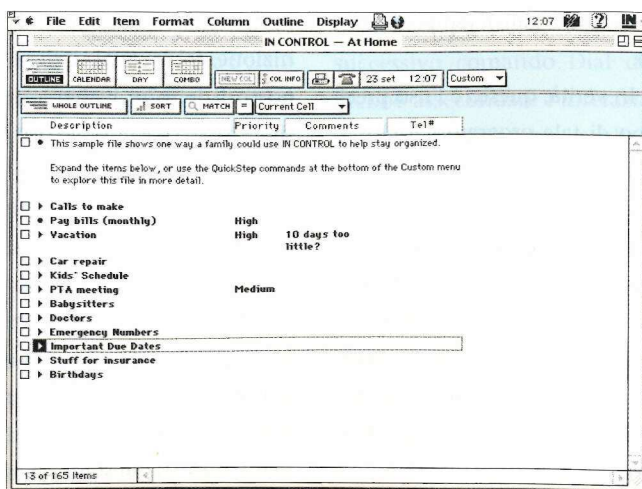 File Edit Item Format Column Outline Display 12:07 IN
IN CONTROL — At Home
OUTLINE CALENDAR DAY COMBO NEW COL COL INFO 23 set 12:07 Custom
WHOLE OUTLINE SORT MATCH = Current Cell
Description Priority Comments Tel#
This sample file shows one way a family could use IN CONTROL to help stay organized.
Expand the items below, or use the QuickStep commands at the bottom of the Custom menu
to explore this file in more detail.
Calls to make
Pay bills (monthly) High
Vacation High 10 days too
little?
Car repair
Kids' Schedule
PTA meeting Medium
Babysitters
Doctors
Emergency Numbers
Important Due Dates
Stuff for insurance
Birthdays
13 of 165 Items